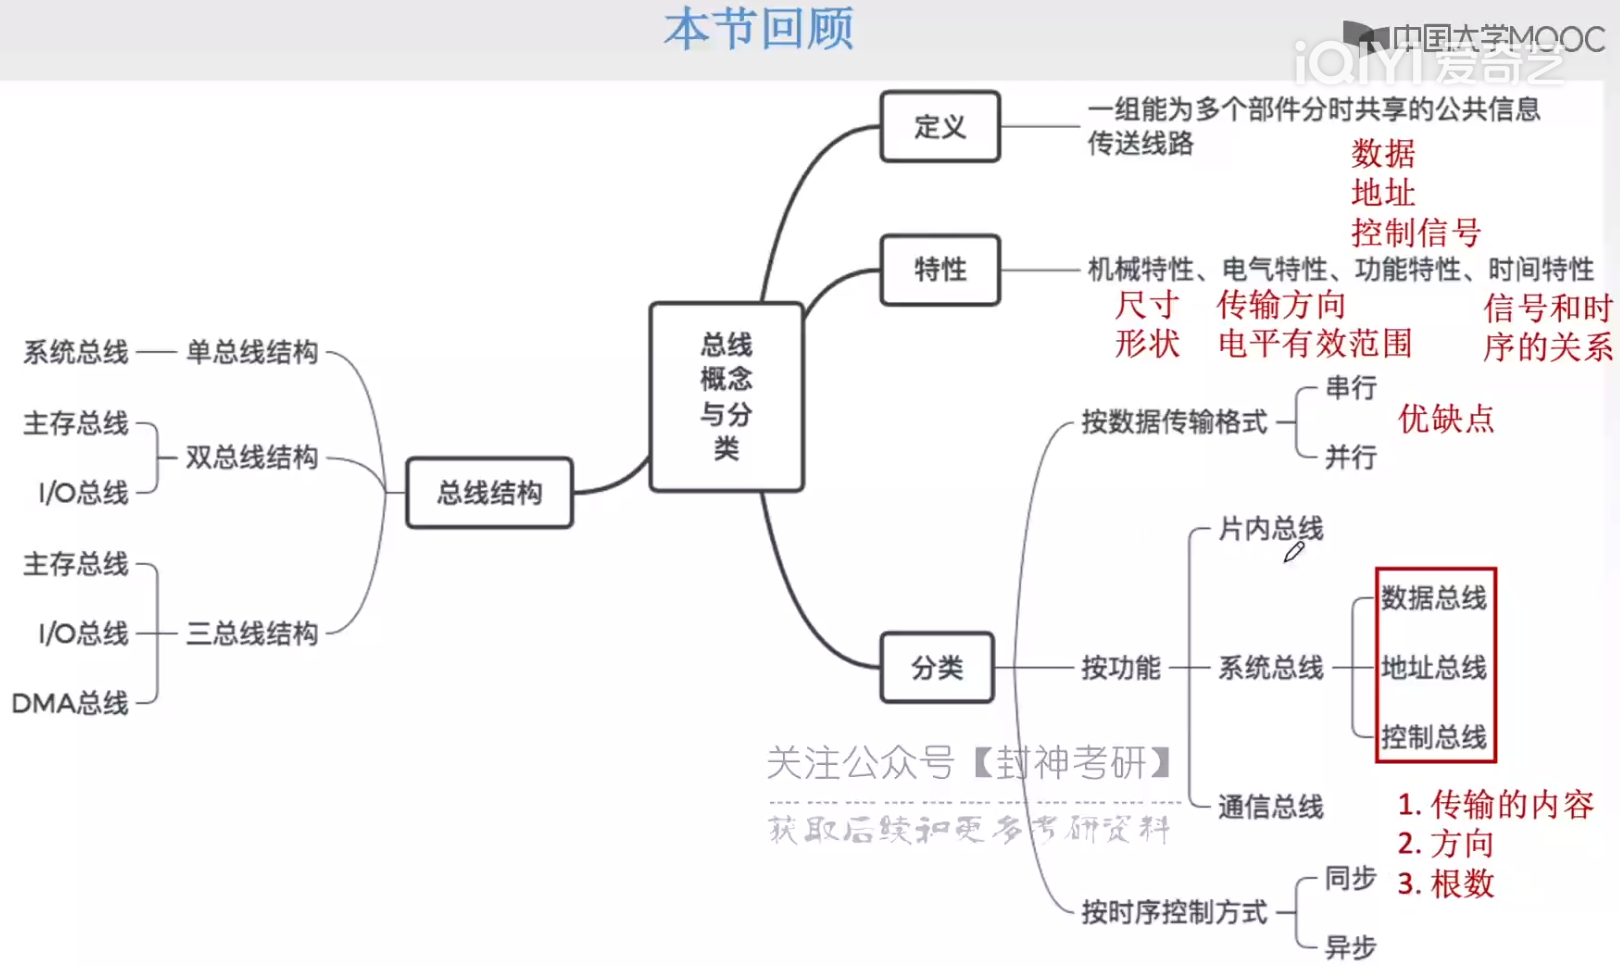 本节回顾
中国大学MOOC
iQIYI 爱奇艺
定义
一组能为多个部件分时共享的公共信息
传送线路
数据
地址
控制信号
特性
机械特性、电气特性、功能特性、时间特性
尺寸
形状
传输方向
电平有效范围
信号和时
序的关系
总线
概念
与分
类
总线结构
单总线结构
系统总线
双总线结构
主存总线
I/O总线
三总线结构
主存总线
I/O总线
DMA总线
分类
按数据传输格式
串行
并行
优缺点
按功能
片内总线
系统总线
数据总线
地址总线
控制总线
通信总线
1. 传输的内容
2. 方向
3. 根数
按时序控制方式
同步
异步
关注公众号【封神考研】
获取后续和更多考研资料